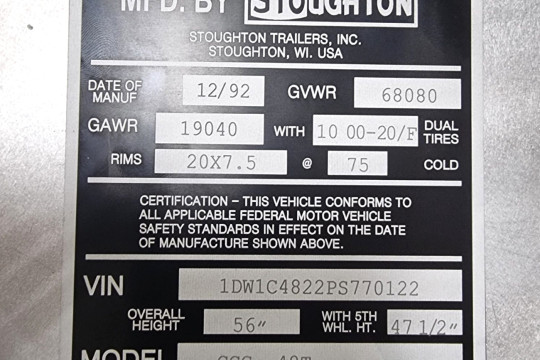 MFD. BY STOUGHTON
STOUGHTON TRAILERS, INC.
STOUGHTON, WI. USA
DATE OF MANUF 12/92 GVWR 68080
GAWR 19040 WITH 10 00-20/F DUAL TIRES
RIMS 20X7.5 @ 75 COLD
CERTIFICATION – THIS VEHICLE CONFORMS TO
ALL APPLICABLE FEDERAL MOTOR VEHICLE
SAFETY STANDARDS IN EFFECT ON THE DATE
OF MANUFACTURE SHOWN ABOVE.
VIN 1DW1C4822PS770122
OVERALL HEIGHT 56" WITH 5TH WHL. HT. 47 1/2"
MODEL